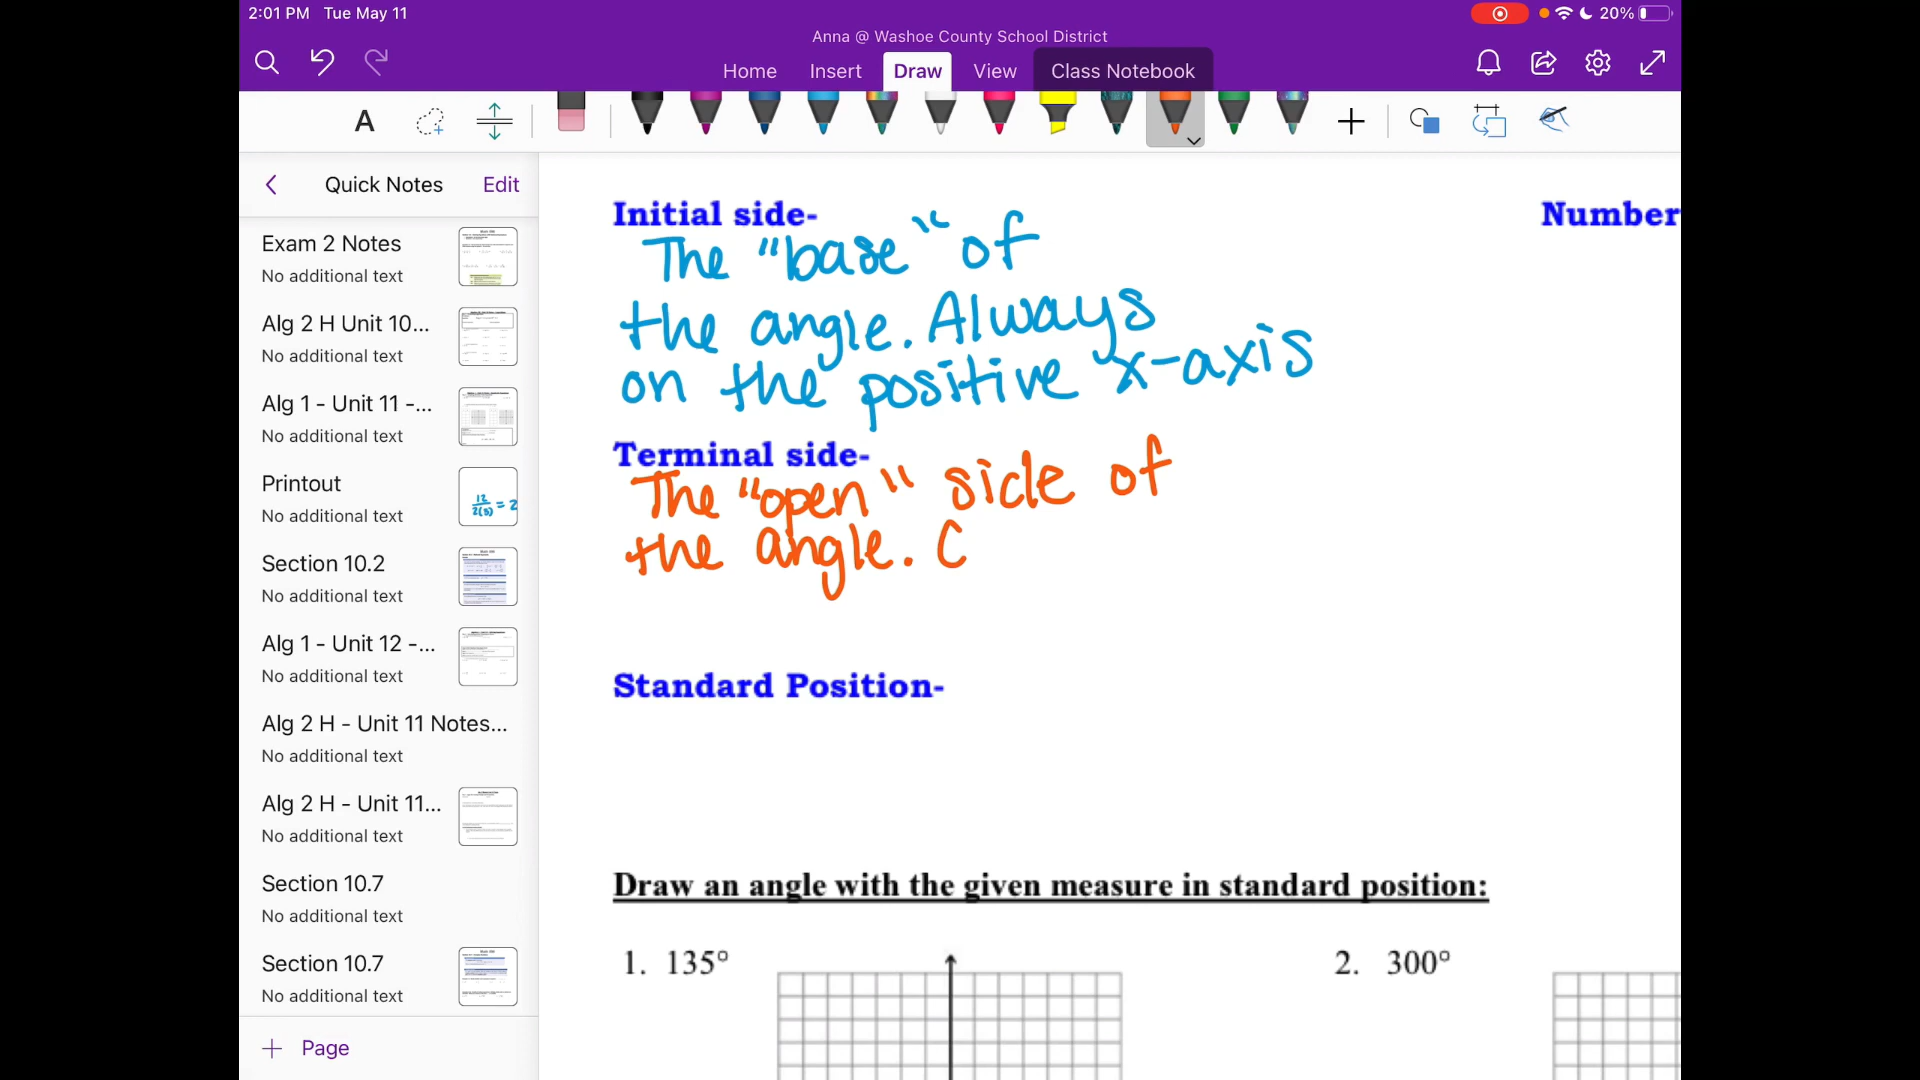 2:01 PM Tue May 11
20%
Anna @ Washoe County School District
Home Insert Draw View Class Notebook
A
Quick Notes Edit
Exam 2 Notes
No additional text
Alg 2 H Unit 10...
No additional text
Alg 1 - Unit 11 -...
No additional text
Printout
No additional text
12/2(5) = 2
Section 10.2
No additional text
Alg 1 - Unit 12 -...
No additional text
Alg 2 H - Unit 11 Notes...
No additional text
Alg 2 H - Unit 11...
No additional text
Section 10.7
No additional text
Section 10.7
No additional text
+ Page
Initial side-
The "base" of
the angle. Always
on the positive x-axis
Terminal side-
The "open" side of
the angle. C
Standard Position-
Number
Draw an angle with the given measure in standard position:
1. 135°
2. 300°